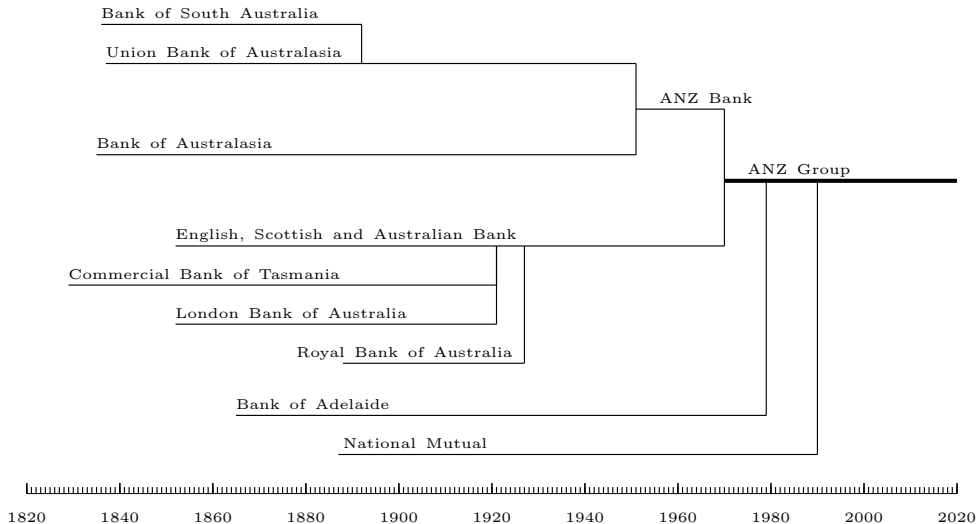 Bank of South Australia
Union Bank of Australasia
ANZ Bank
Bank of Australasia
ANZ Group
English, Scottish and Australian Bank
Commercial Bank of Tasmania
London Bank of Australia
Royal Bank of Australia
Bank of Adelaide
National Mutual
1820 1840 1860 1880 1900 1920 1940 1960 1980 2000 2020